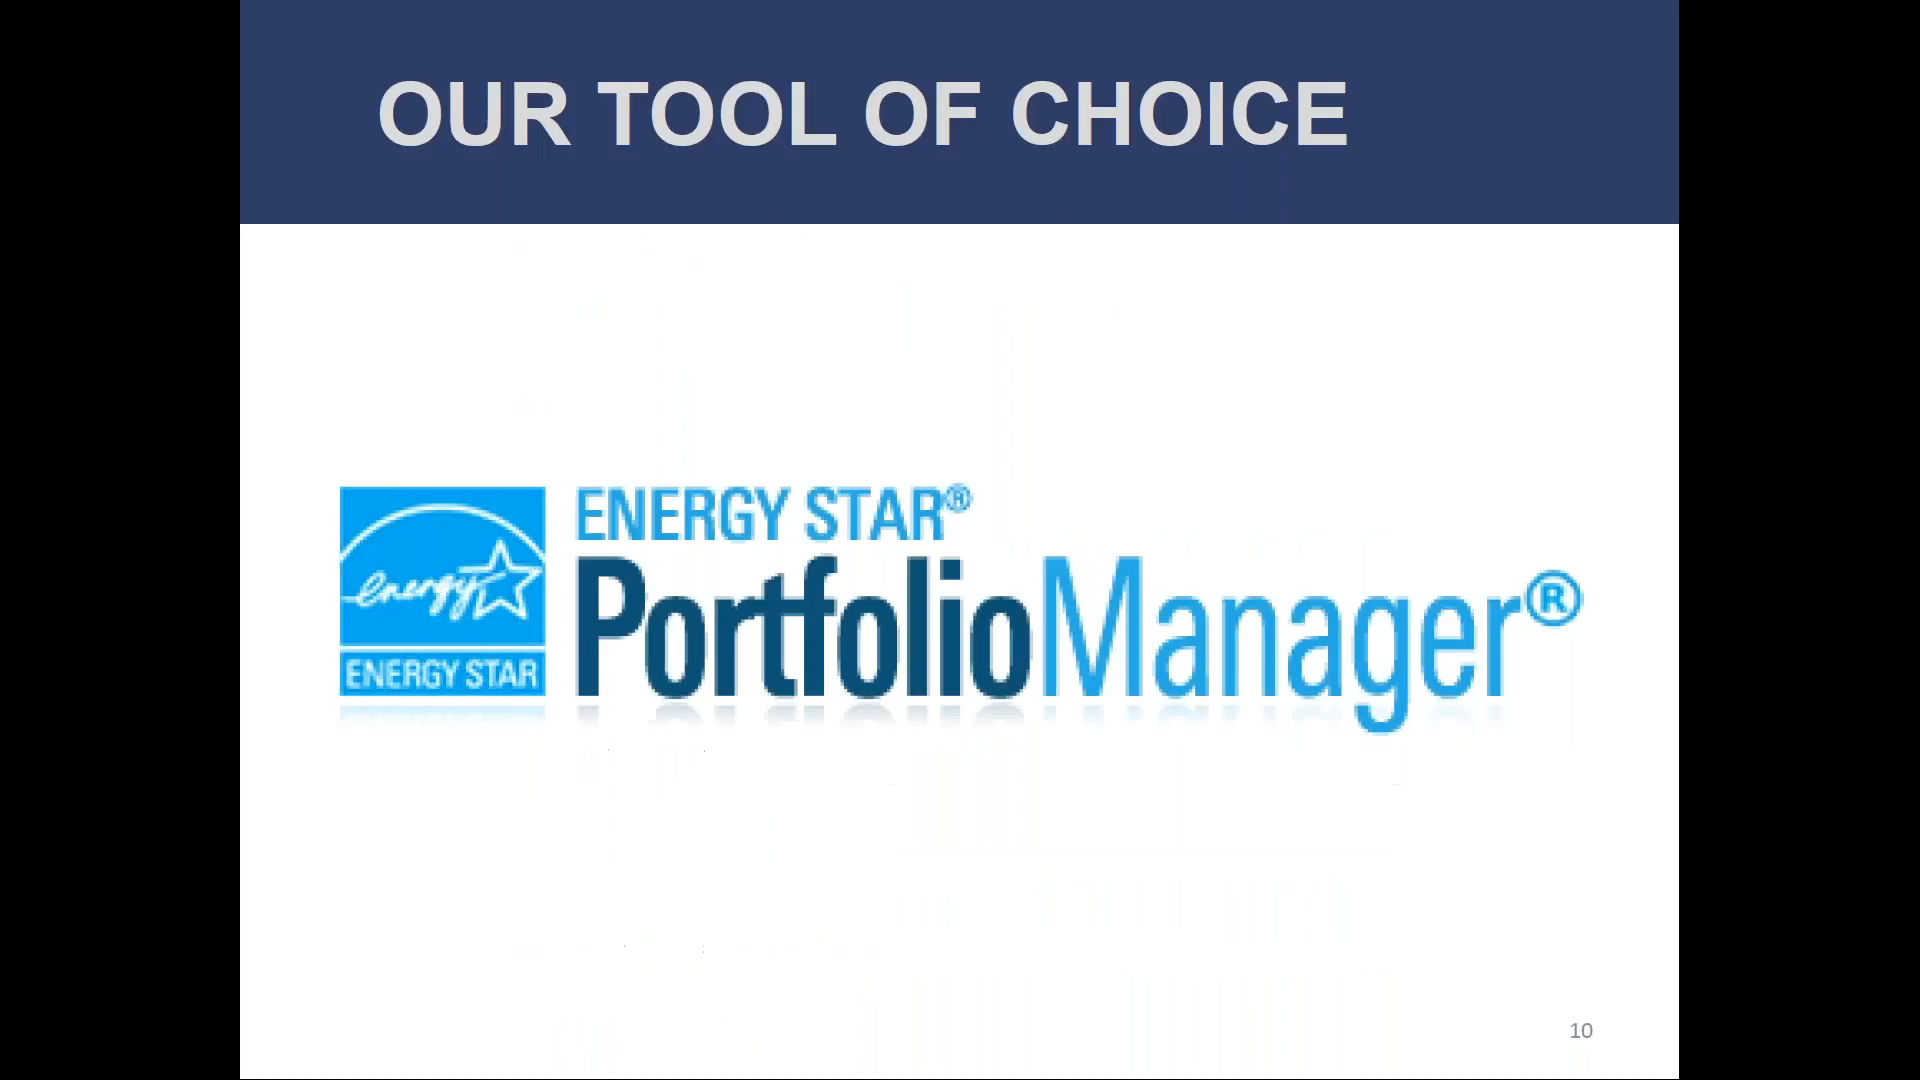 OUR TOOL OF CHOICE
energy
ENERGY STAR
ENERGY STAR®
PortfolioManager®
10